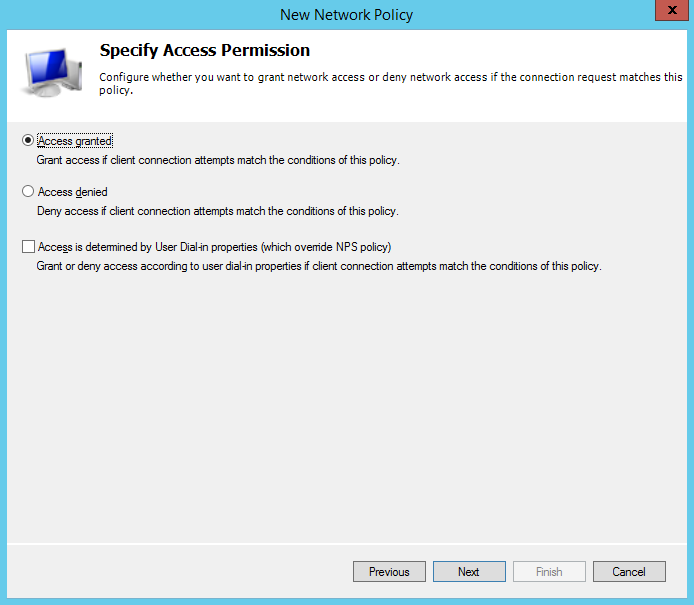 New Network Policy
x
Specify Access Permission
Configure whether you want to grant network access or deny network access if the connection request matches this
policy.
Access granted
Grant access if client connection attempts match the conditions of this policy.
Access denied
Deny access if client connection attempts match the conditions of this policy.
Access is determined by User Dial-in properties (which override NPS policy)
Grant or deny access according to user dial-in properties if client connection attempts match the conditions of this policy.
Previous
Next
Finish
Cancel